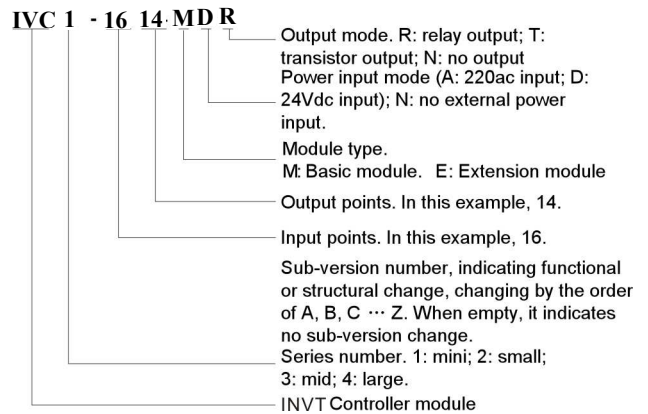 IVC 1 - 16 14 - M D R
Output mode. R: relay output; T:
transistor output; N: no output
Power input mode (A: 220ac input; D:
24Vdc input); N: no external power
input.
Module type.
M: Basic module. E: Extension module
Output points. In this example, 14.
Input points. In this example, 16.
Sub-version number, indicating functional
or structural change, changing by the order
of A, B, C ··· Z. When empty, it indicates
no sub-version change.
Series number. 1: mini; 2: small;
3: mid; 4: large.
INVT Controller module